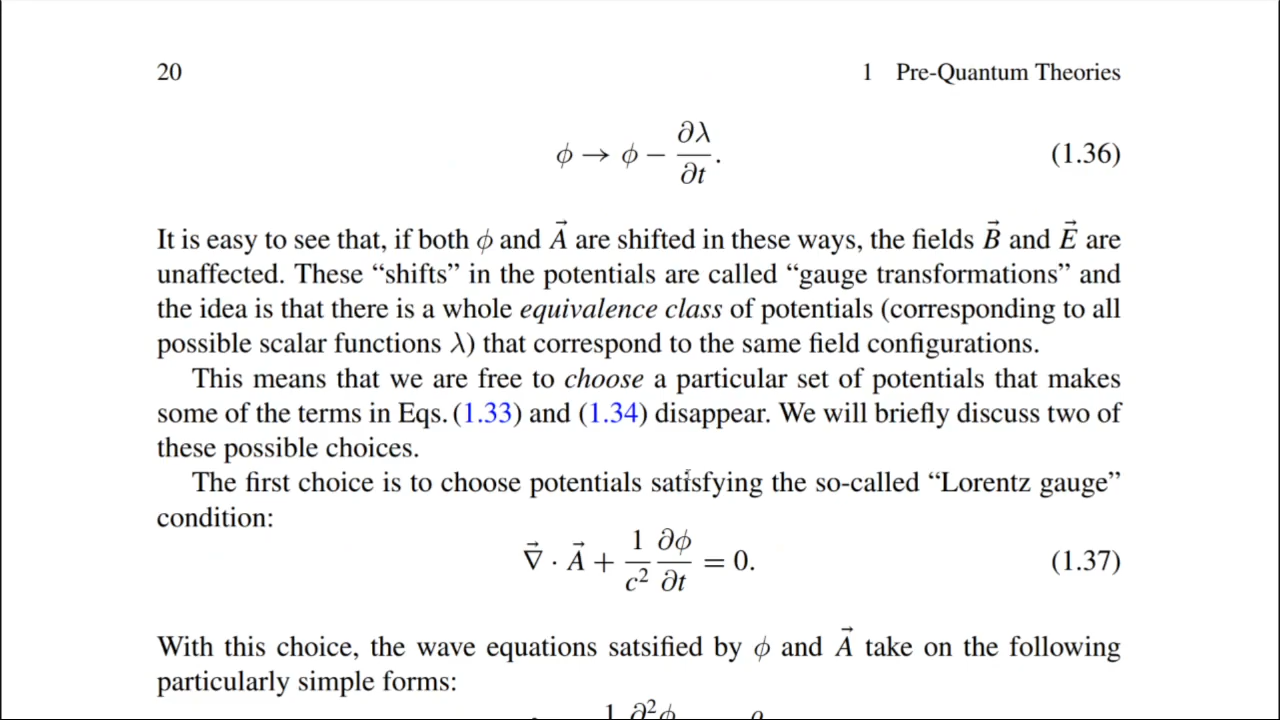 20 1 Pre-Quantum Theories
ϕ → ϕ − ∂λ/∂t. (1.36)
It is easy to see that, if both ϕ and A⃗ are shifted in these ways, the fields B⃗ and E⃗ are
unaffected. These “shifts” in the potentials are called “gauge transformations” and
the idea is that there is a whole equivalence class of potentials (corresponding to all
possible scalar functions λ) that correspond to the same field configurations.
This means that we are free to choose a particular set of potentials that makes
some of the terms in Eqs. (1.33) and (1.34) disappear. We will briefly discuss two of
these possible choices.
The first choice is to choose potentials satisfying the so-called “Lorentz gauge”
condition:
∇⃗ · A⃗ + 1/c² ∂ϕ/∂t = 0. (1.37)
With this choice, the wave equations satsified by ϕ and A⃗ take on the following
particularly simple forms: